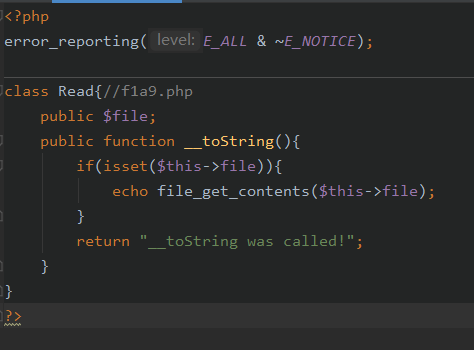 <?php
error_reporting( level: E_ALL & ~E_NOTICE);
class Read{//f1a9.php
public $file;
public function __toString(){
if(isset($this->file)){
echo file_get_contents($this->file);
}
return "__toString was called!";
}
}
?>